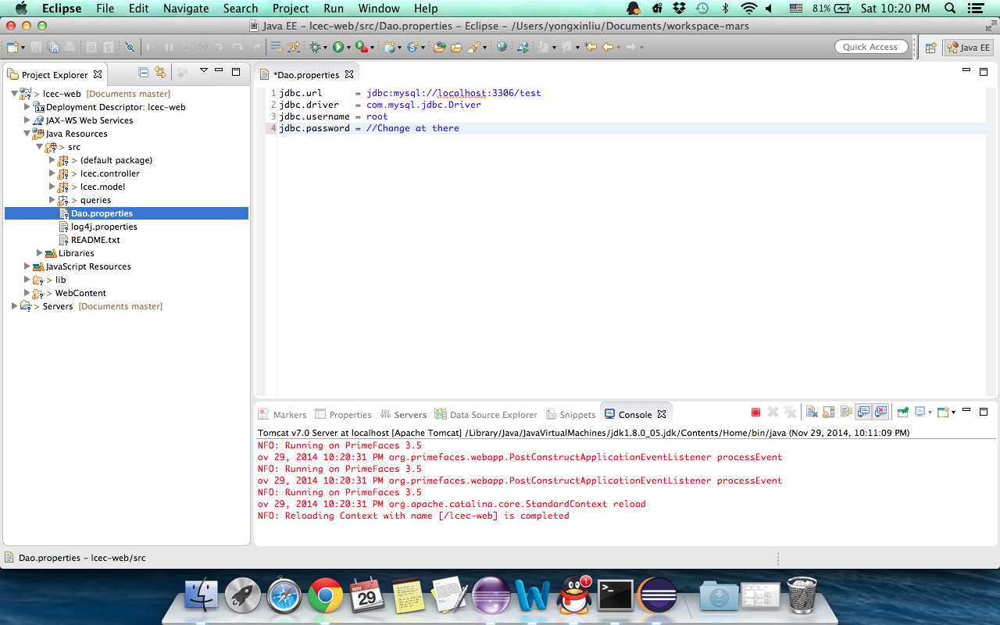 Eclipse File Edit Navigate Search Project Run Window Help 81% Sat 10:20 PM
Java EE - lcec-web/src/Dao.properties - Eclipse - /Users/yongxinliu/Documents/workspace-mars
Quick Access Java EE
Project Explorer
> lcec-web [Documents master]
Deployment Descriptor: lcec-web
JAX-WS Web Services
Java Resources
> src
> (default package)
> lcec.controller
> lcec.model
> queries
Dao.properties
log4j.properties
README.txt
Libraries
JavaScript Resources
> lib
> WebContent
> Servers [Documents master]
*Dao.properties
1 jdbc.url = jdbc:mysql://localhost:3306/test
2 jdbc.driver = com.mysql.jdbc.Driver
3 jdbc.username = root
4 jdbc.password = //Change at there
Markers Properties Servers Data Source Explorer Snippets Console
Tomcat v7.0 Server at localhost [Apache Tomcat] /Library/Java/JavaVirtualMachines/jdk1.8.0_05.jdk/Contents/Home/bin/java (Nov 29, 2014, 10:11:09 PM)
NFO: Running on PrimeFaces 3.5
ov 29, 2014 10:20:31 PM org.primefaces.webapp.PostConstructApplicationEventListener processEvent
NFO: Running on PrimeFaces 3.5
ov 29, 2014 10:20:31 PM org.primefaces.webapp.PostConstructApplicationEventListener processEvent
NFO: Running on PrimeFaces 3.5
ov 29, 2014 10:20:31 PM org.apache.catalina.core.StandardContext reload
NFO: Reloading Context with name [/lcec-web] is completed
Dao.properties - lcec-web/src
NOV
29
1